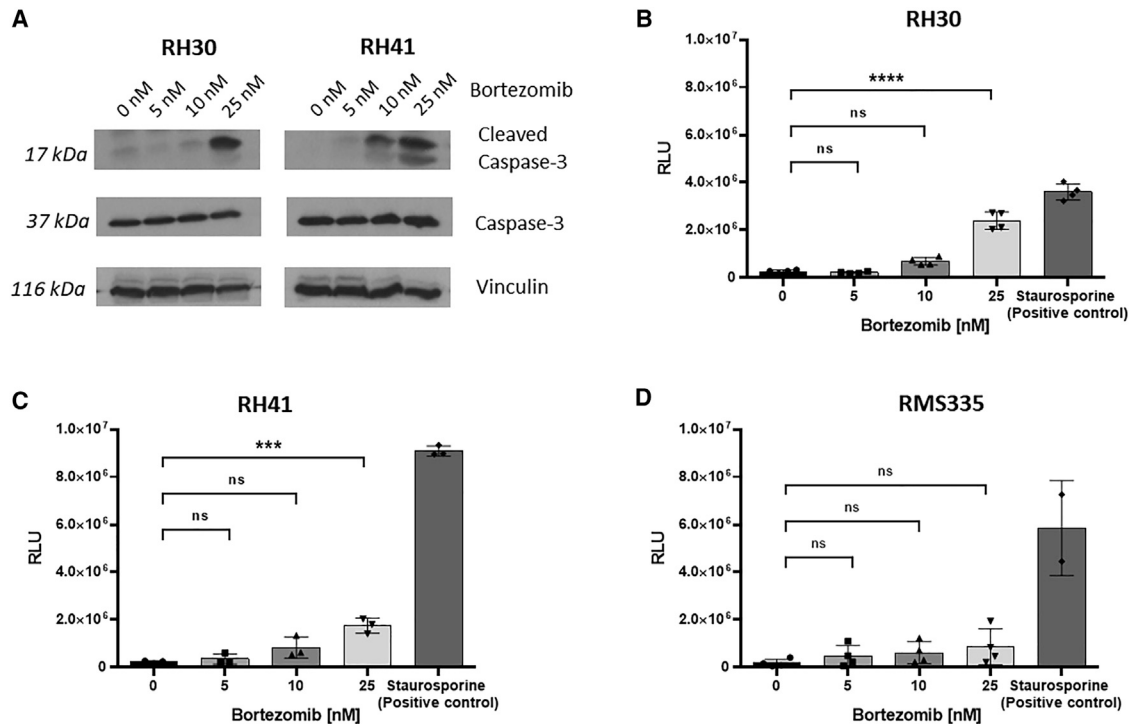 A
RH30
RH41
0 nM
5 nM
10 nM
25 nM
0 nM
5 nM
10 nM
25 nM
Bortezomib
17 kDa
Cleaved
Caspase-3
37 kDa
Caspase-3
116 kDa
Vinculin
B
RH30
1.0×10⁷
8.0×10⁶
6.0×10⁶
4.0×10⁶
2.0×10⁶
0
RLU
****
ns
ns
0 5 10 25 Staurosporine
(Positive control)
Bortezomib [nM]
C
RH41
1.0×10⁷
8.0×10⁶
6.0×10⁶
4.0×10⁶
2.0×10⁶
0
RLU
***
ns
ns
0 5 10 25 Staurosporine
(Positive control)
Bortezomib [nM]
D
RMS335
1.0×10⁷
8.0×10⁶
6.0×10⁶
4.0×10⁶
2.0×10⁶
0
RLU
ns
ns
ns
0 5 10 25 Staurosporine
(Positive control)
Bortezomib [nM]